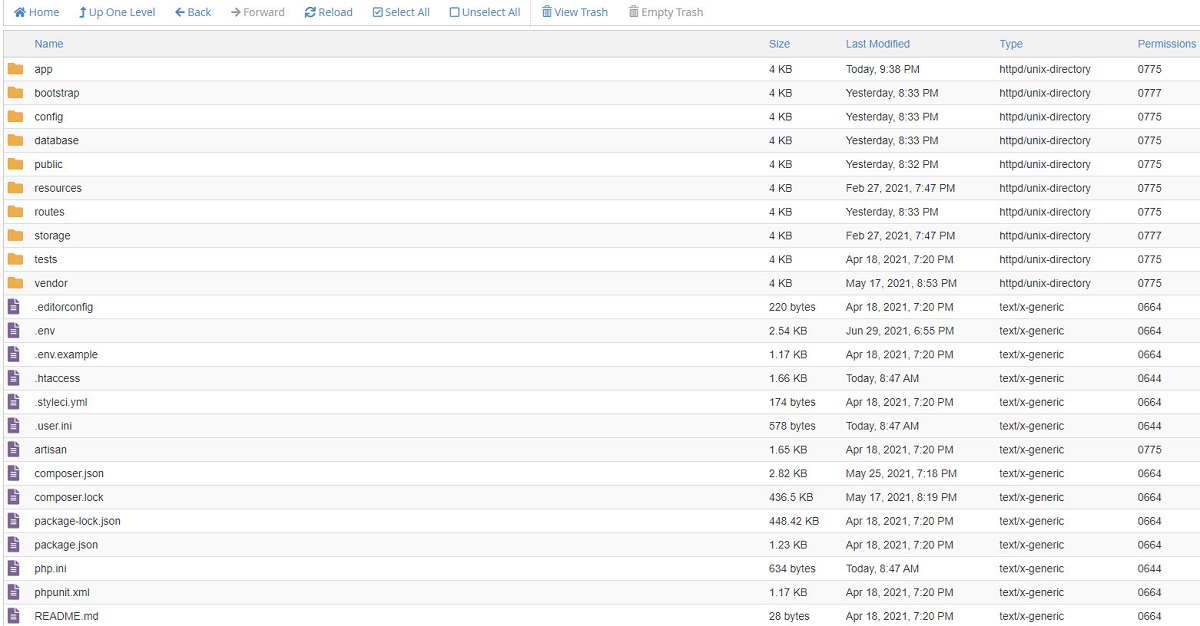 Home Up One Level Back Forward Reload Select All Unselect All View Trash Empty Trash
Name Size Last Modified Type Permissions
app 4 KB Today, 9:38 PM httpd/unix-directory 0775
bootstrap 4 KB Yesterday, 8:33 PM httpd/unix-directory 0777
config 4 KB Yesterday, 8:33 PM httpd/unix-directory 0775
database 4 KB Yesterday, 8:33 PM httpd/unix-directory 0775
public 4 KB Yesterday, 8:32 PM httpd/unix-directory 0775
resources 4 KB Feb 27, 2021, 7:47 PM httpd/unix-directory 0775
routes 4 KB Yesterday, 8:33 PM httpd/unix-directory 0775
storage 4 KB Feb 27, 2021, 7:47 PM httpd/unix-directory 0777
tests 4 KB Apr 18, 2021, 7:20 PM httpd/unix-directory 0775
vendor 4 KB May 17, 2021, 8:53 PM httpd/unix-directory 0775
.editorconfig 220 bytes Apr 18, 2021, 7:20 PM text/x-generic 0664
.env 2.54 KB Jun 29, 2021, 6:55 PM text/x-generic 0664
.env.example 1.17 KB Apr 18, 2021, 7:20 PM text/x-generic 0664
.htaccess 1.66 KB Today, 8:47 AM text/x-generic 0644
.styleci.yml 174 bytes Apr 18, 2021, 7:20 PM text/x-generic 0664
.user.ini 578 bytes Today, 8:47 AM text/x-generic 0644
artisan 1.65 KB Apr 18, 2021, 7:20 PM text/x-generic 0775
composer.json 2.82 KB May 25, 2021, 7:18 PM text/x-generic 0664
composer.lock 436.5 KB May 17, 2021, 8:19 PM text/x-generic 0664
package-lock.json 448.42 KB Apr 18, 2021, 7:20 PM text/x-generic 0664
package.json 1.23 KB Apr 18, 2021, 7:20 PM text/x-generic 0664
php.ini 634 bytes Today, 8:47 AM text/x-generic 0644
phpunit.xml 1.17 KB Apr 18, 2021, 7:20 PM text/x-generic 0664
README.md 28 bytes Apr 18, 2021, 7:20 PM text/x-generic 0664